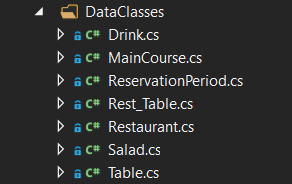 DataClasses
C# Drink.cs
C# MainCourse.cs
C# ReservationPeriod.cs
C# Rest_Table.cs
C# Restaurant.cs
C# Salad.cs
C# Table.cs